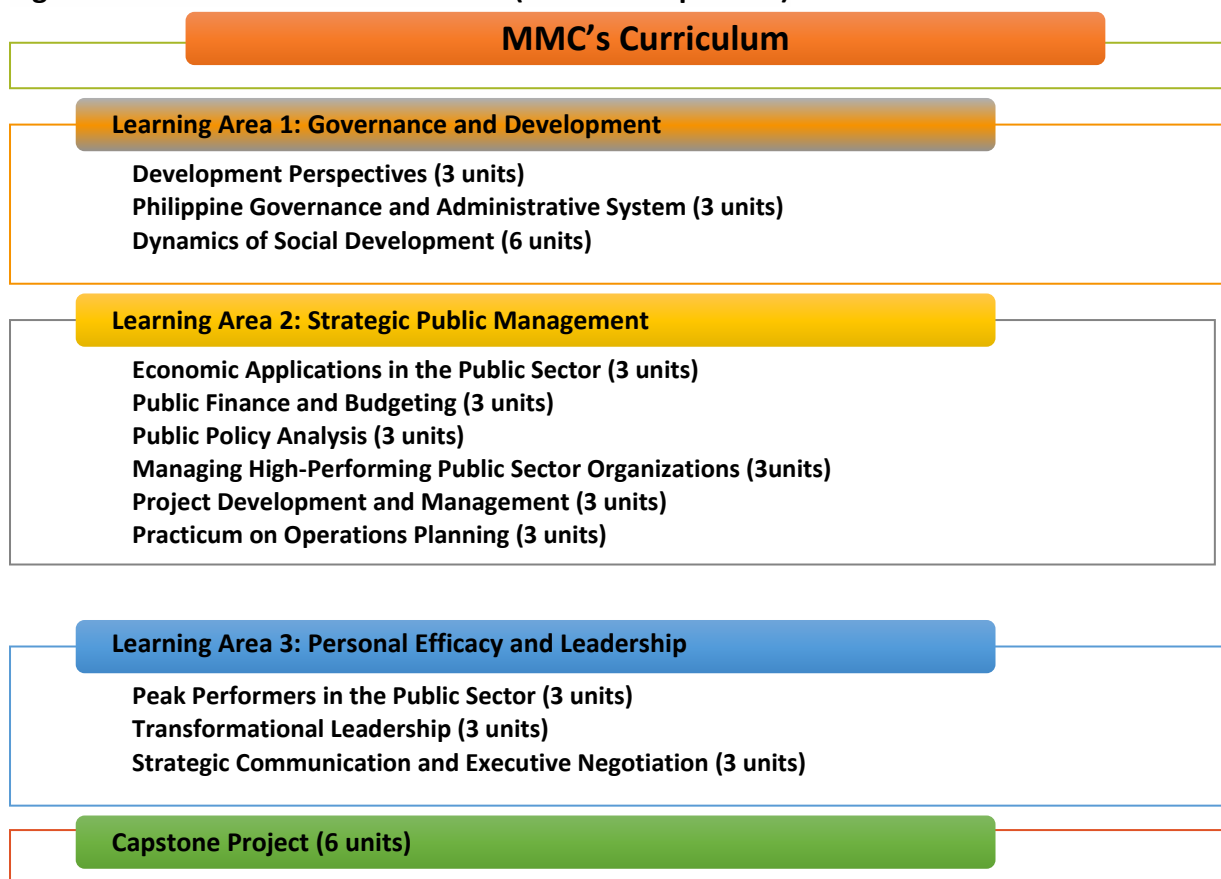 MMC's Curriculum
Learning Area 1: Governance and Development
Development Perspectives (3 units)
Philippine Governance and Administrative System (3 units)
Dynamics of Social Development (6 units)
Learning Area 2: Strategic Public Management
Economic Applications in the Public Sector (3 units)
Public Finance and Budgeting (3 units)
Public Policy Analysis (3 units)
Managing High-Performing Public Sector Organizations (3units)
Project Development and Management (3 units)
Practicum on Operations Planning (3 units)
Learning Area 3: Personal Efficacy and Leadership
Peak Performers in the Public Sector (3 units)
Transformational Leadership (3 units)
Strategic Communication and Executive Negotiation (3 units)
Capstone Project (6 units)